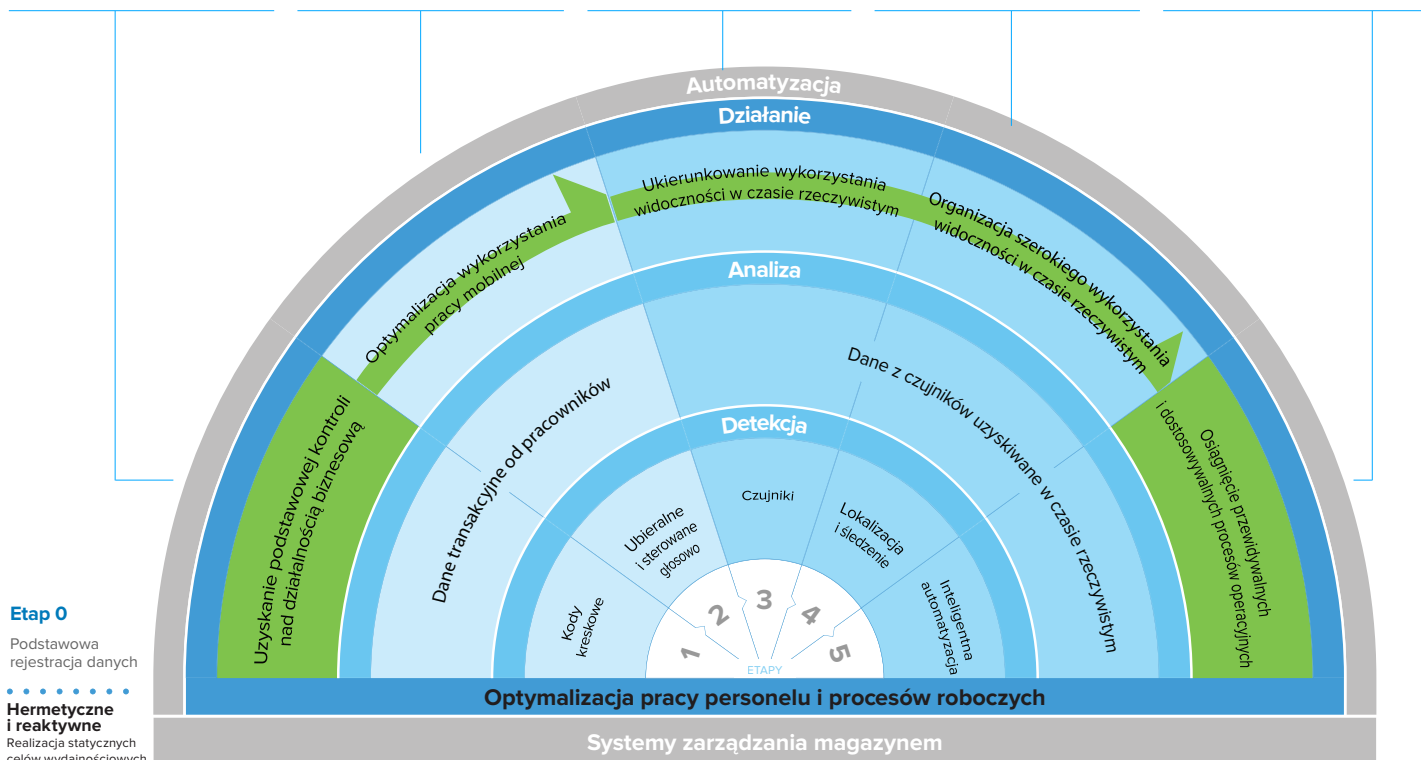 Automatyzacja
Działanie
Uzyskanie podstawowej kontroli
nad działalnością biznesową
Optymalizacja wykorzystania
pracy mobilnej
Ukierunkowanie wykorzystania
widoczności w czasie rzeczywistym
Organizacja szerokiego wykorzystania
widoczności w czasie rzeczywistym
Osiągnięcie przewidywalnych
i dostosowywalnych procesów operacyjnych
Analiza
Dane transakcyjne od pracowników
Dane z czujników uzyskiwane w czasie rzeczywistym
Detekcja
Kody
kreskowe
Ubieralne
i sterowane
głosowo
Czujniki
Lokalizacja
i śledzenie
Inteligentna
automatyzacja
1
2
3
4
5
ETAPY
Etap 0
Podstawowa
rejestracja danych
Hermetyczne
i reaktywne
Realizacja statycznych
celów wydajnościowych
Optymalizacja pracy personelu i procesów roboczych
Systemy zarządzania magazynem